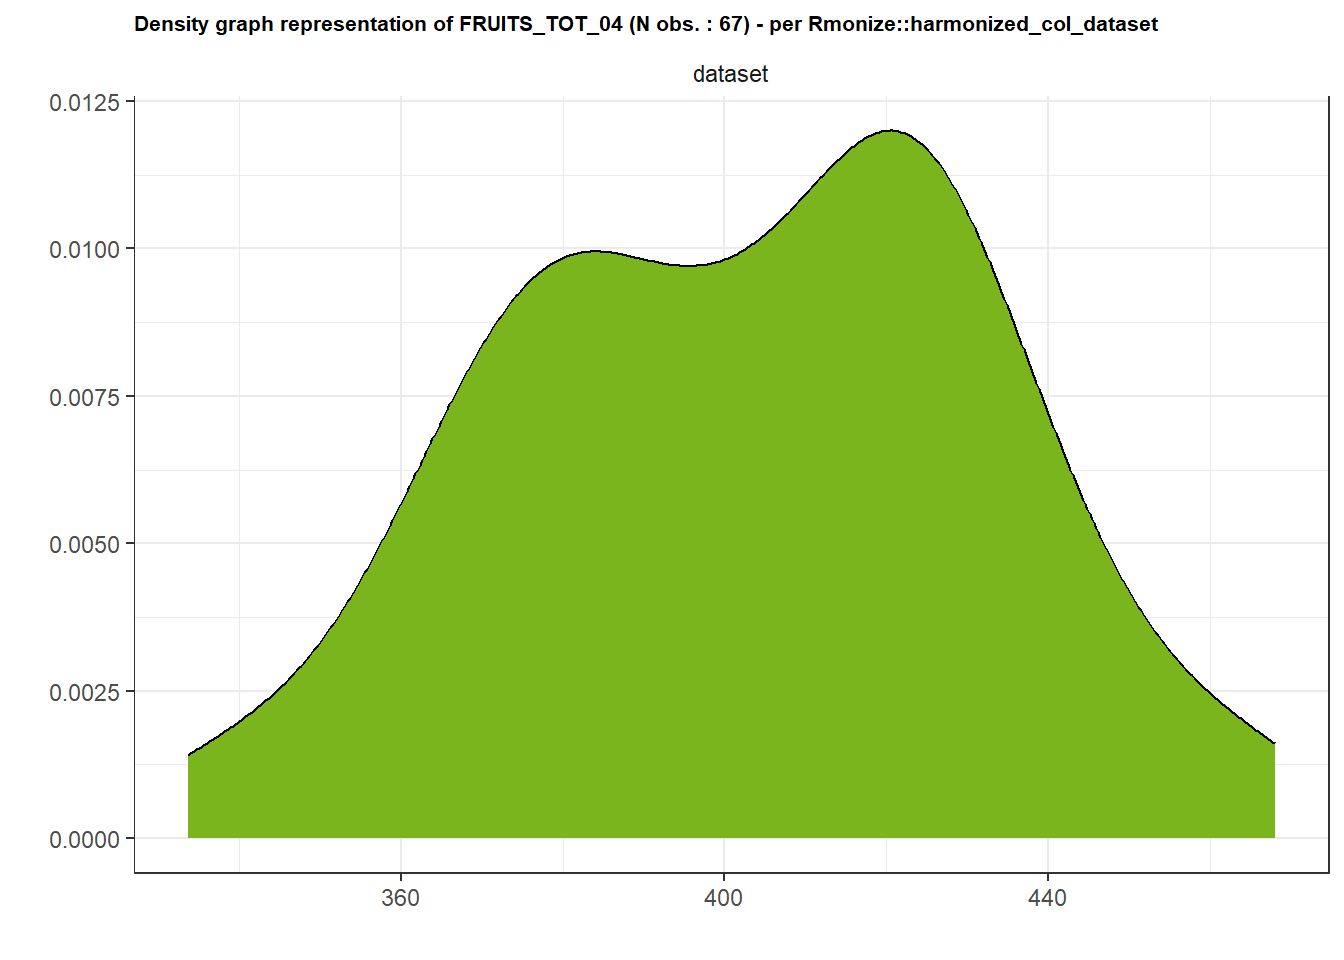 Density graph representation of FRUITS_TOT_04 (N obs. : 67) - per Rmonize::harmonized_col_dataset
dataset
0.0125
0.0100
0.0075
0.0050
0.0025
0.0000
360 400 440